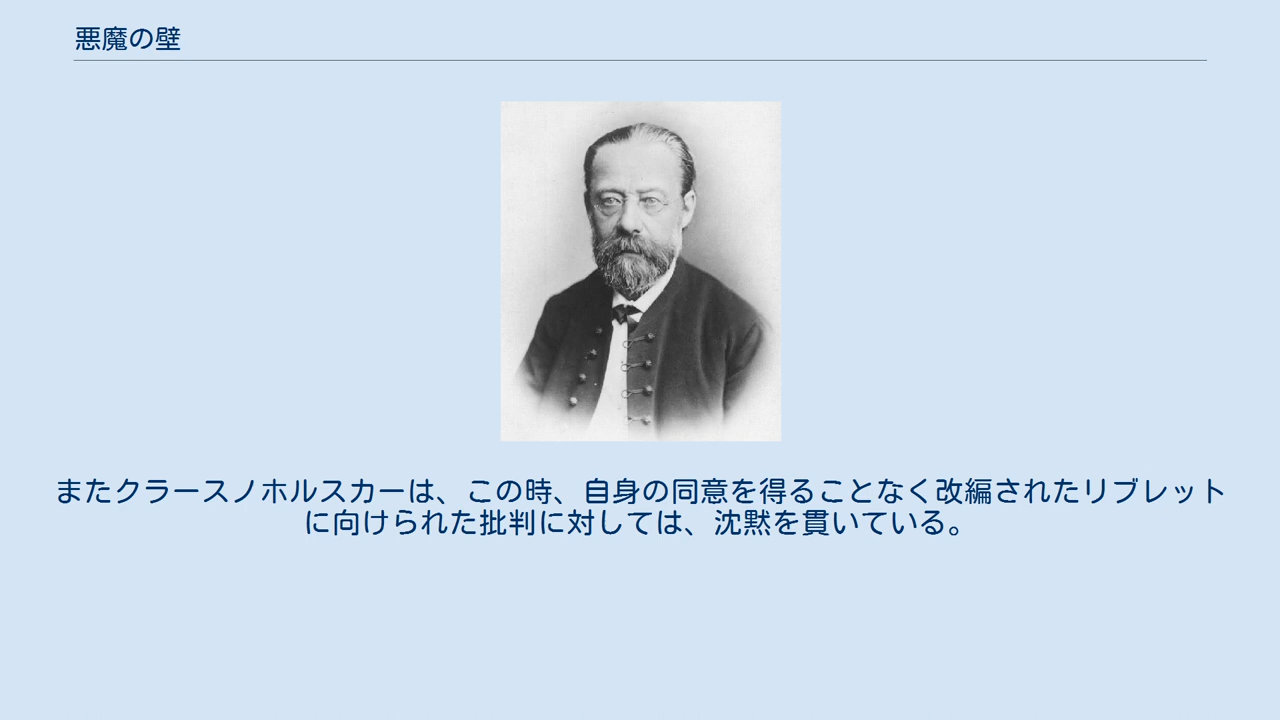 悪魔の壁
またクラースノホルスカーは、この時、自身の同意を得ることなく改編されたリブレット
に向けられた批判に対しては、沈黙を貫いている。